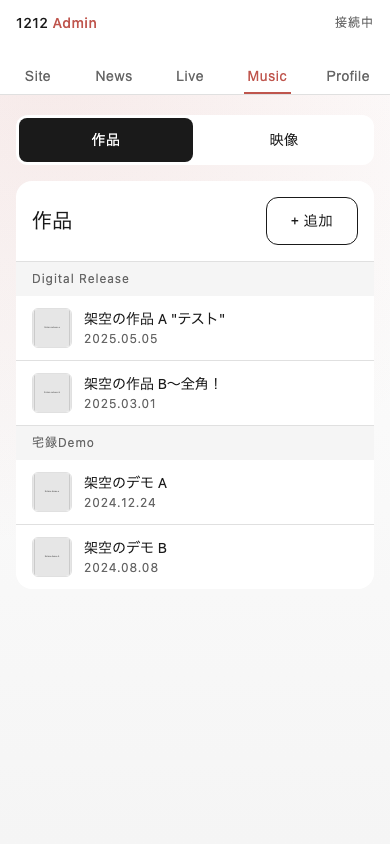 1212 Admin
接続中
Site News Live Music Profile
作品 映像
作品
+ 追加
Digital Release
架空の作品 A "テスト"
2025.05.05
架空の作品 B〜全角！
2025.03.01
宅録Demo
架空のデモ A
2024.12.24
架空のデモ B
2024.08.08